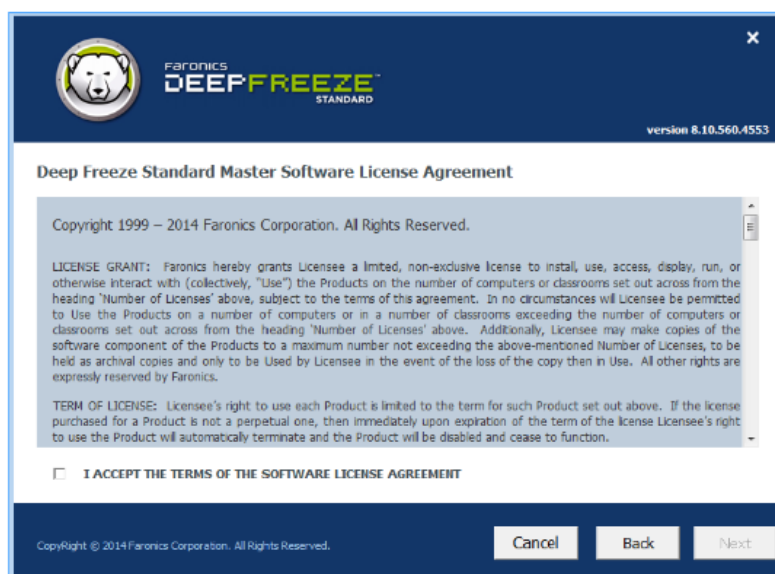 Faronics
DEEPFREEZE™
STANDARD
version 8.10.560.4553
Deep Freeze Standard Master Software License Agreement
Copyright 1999 – 2014 Faronics Corporation. All Rights Reserved.
LICENSE GRANT: Faronics hereby grants Licensee a limited, non-exclusive license to install, use, access, display, run, or
otherwise interact with (collectively, "Use") the Products on the number of computers or classrooms set out across from the
heading 'Number of Licenses' above, subject to the terms of this agreement. In no circumstances will Licensee be permitted
to Use the Products on a number of computers or in a number of classrooms exceeding the number of computers or
classrooms set out across from the heading 'Number of Licenses' above. Additionally, Licensee may make copies of the
software component of the Products to a maximum number not exceeding the above-mentioned Number of Licenses, to be
held as archival copies and only to be Used by Licensee in the event of the loss of the copy then in Use. All other rights are
expressly reserved by Faronics.
TERM OF LICENSE: Licensee's right to use each Product is limited to the term for such Product set out above. If the license
purchased for a Product is not a perpetual one, then immediately upon expiration of the term of the license Licensee's right
to use the Product will automatically terminate and the Product will be disabled and cease to function.
I ACCEPT THE TERMS OF THE SOFTWARE LICENSE AGREEMENT
CopyRight © 2014 Faronics Corporation. All Rights Reserved.
Cancel
Back
Next